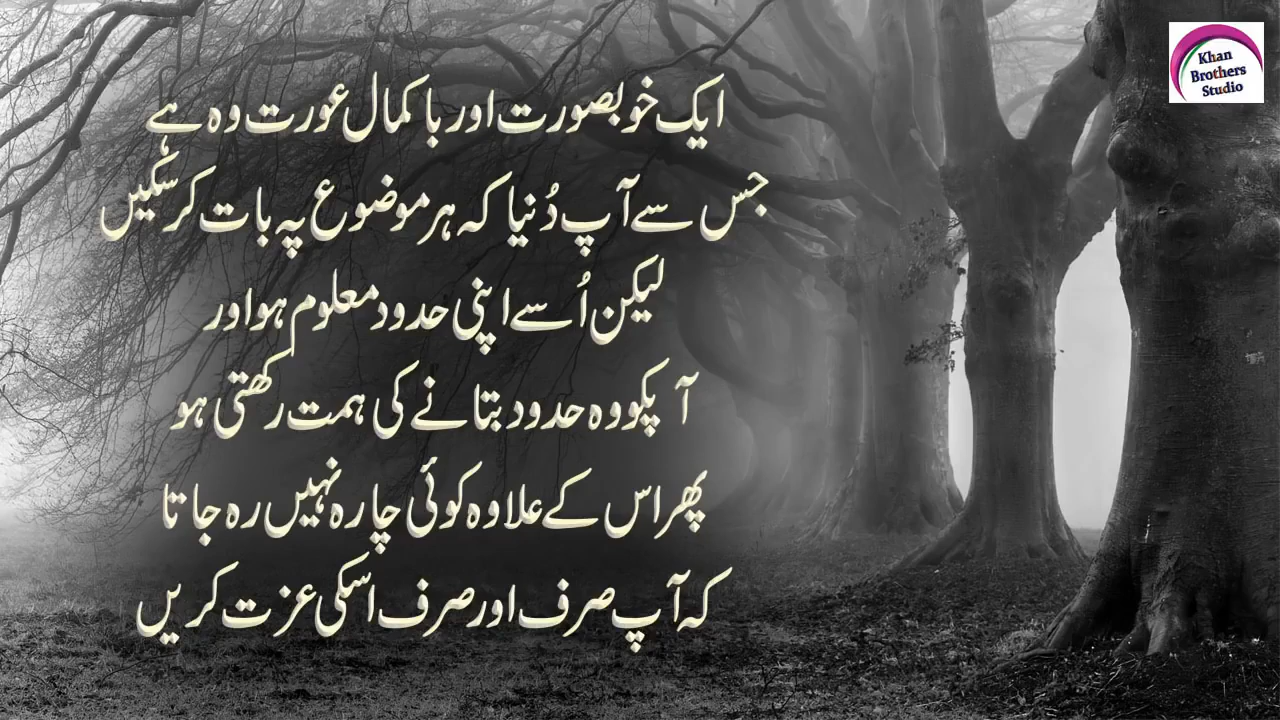 ایک خوبصورت اور باکمال عورت وہ ہے
جس سے آپ دُنیا کہ ہر موضوع پہ بات کر سکیں
لیکن اُسے اپنی حدود معلوم ہو اور
آپکو وہ حدود بتانے کی ہمت رکھتی ہو
پھر اس کے علاوہ کوئی چارہ نہیں رہ جاتا
کہ آپ صرف اور صرف اسکی عزت کریں
Khan
Brothers
Studio